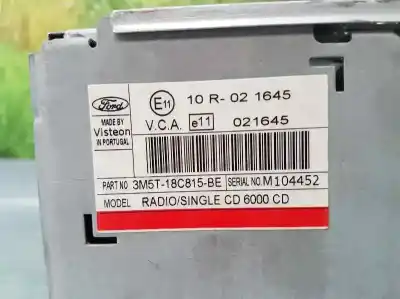 Ford
E11 10 R- 02 1645
MADE BY
Visteon
IN PORTUGAL
V.C.A. e11 021645
PART NO 3M5T-18C815-BE SERIAL NO. M104452
MODEL RADIO/SINGLE CD 6000 CD